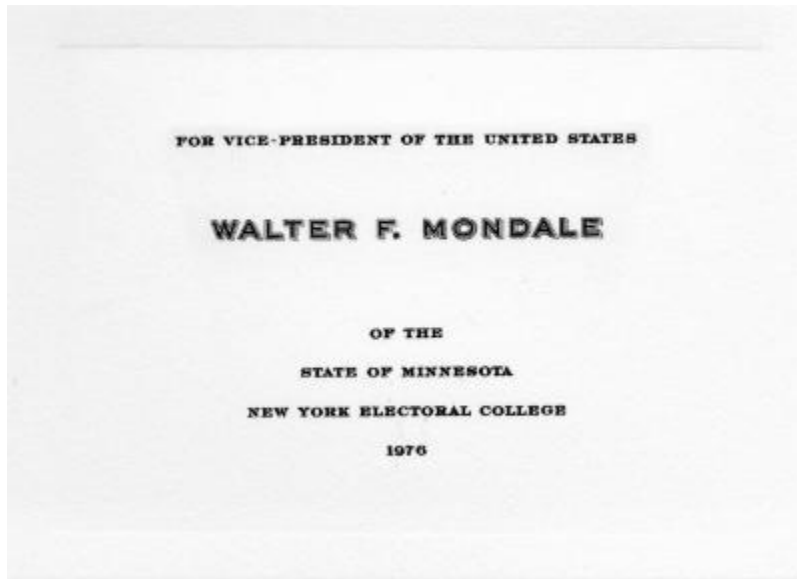 FOR VICE-PRESIDENT OF THE UNITED STATES
WALTER F. MONDALE
OF THE
STATE OF MINNESOTA
NEW YORK ELECTORAL COLLEGE
1976